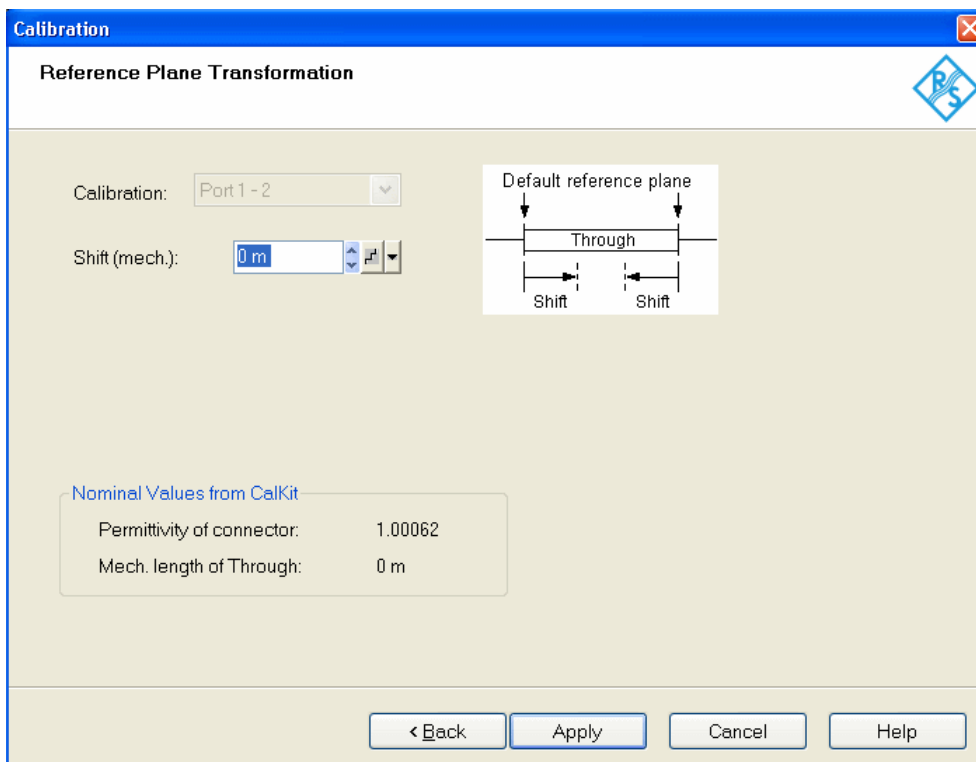 Calibration
Reference Plane Transformation
R S
Calibration: Port 1 - 2
Shift (mech.): 0 m
Default reference plane
Through
Shift Shift
Nominal Values from CalKit
Permittivity of connector: 1.00062
Mech. length of Through: 0 m
< Back Apply Cancel Help